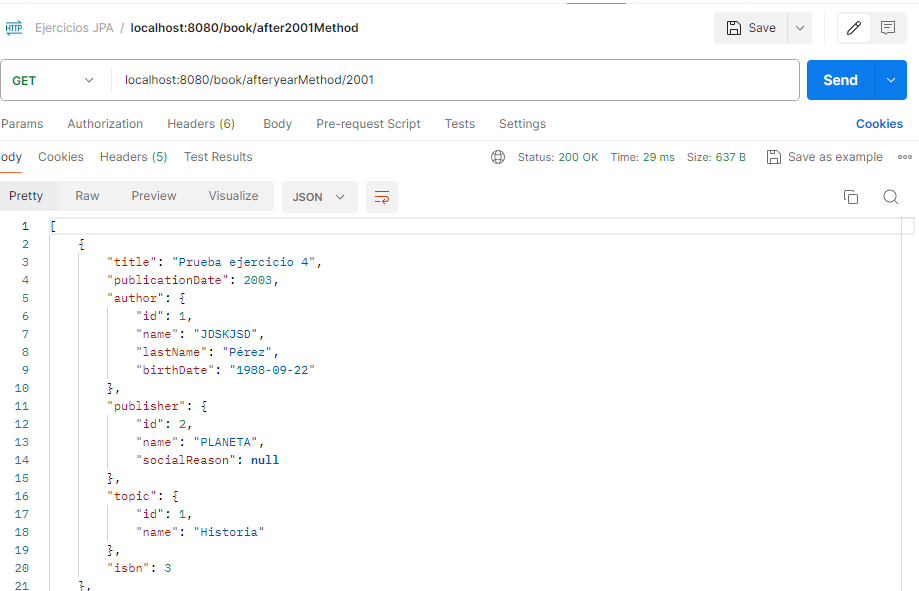 HTTP Ejercicios JPA / localhost:8080/book/after2001Method Save
GET localhost:8080/book/afteryearMethod/2001 Send
Params Authorization Headers (6) Body Pre-request Script Tests Settings Cookies
ody Cookies Headers (5) Test Results Status: 200 OK Time: 29 ms Size: 637 B Save as example
Pretty Raw Preview Visualize JSON
1 [
2 {
3 "title": "Prueba ejercicio 4",
4 "publicationDate": 2003,
5 "author": {
6 "id": 1,
7 "name": "JDSKJSD",
8 "lastName": "Pérez",
9 "birthDate": "1988-09-22"
10 },
11 "publisher": {
12 "id": 2,
13 "name": "PLANETA",
14 "socialReason": null
15 },
16 "topic": {
17 "id": 1,
18 "name": "Historia"
19 },
20 "isbn": 3
21 },